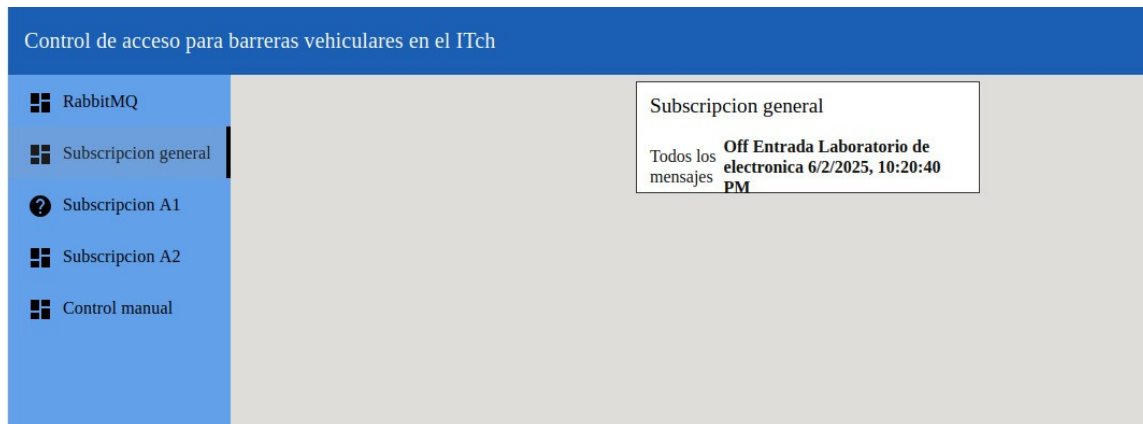 Control de acceso para barreras vehiculares en el ITch
RabbitMQ
Subscripcion general
Subscripcion A1
Subscripcion A2
Control manual
Subscripcion general
Todos los
mensajes
Off Entrada Laboratorio de
electronica 6/2/2025, 10:20:40
PM